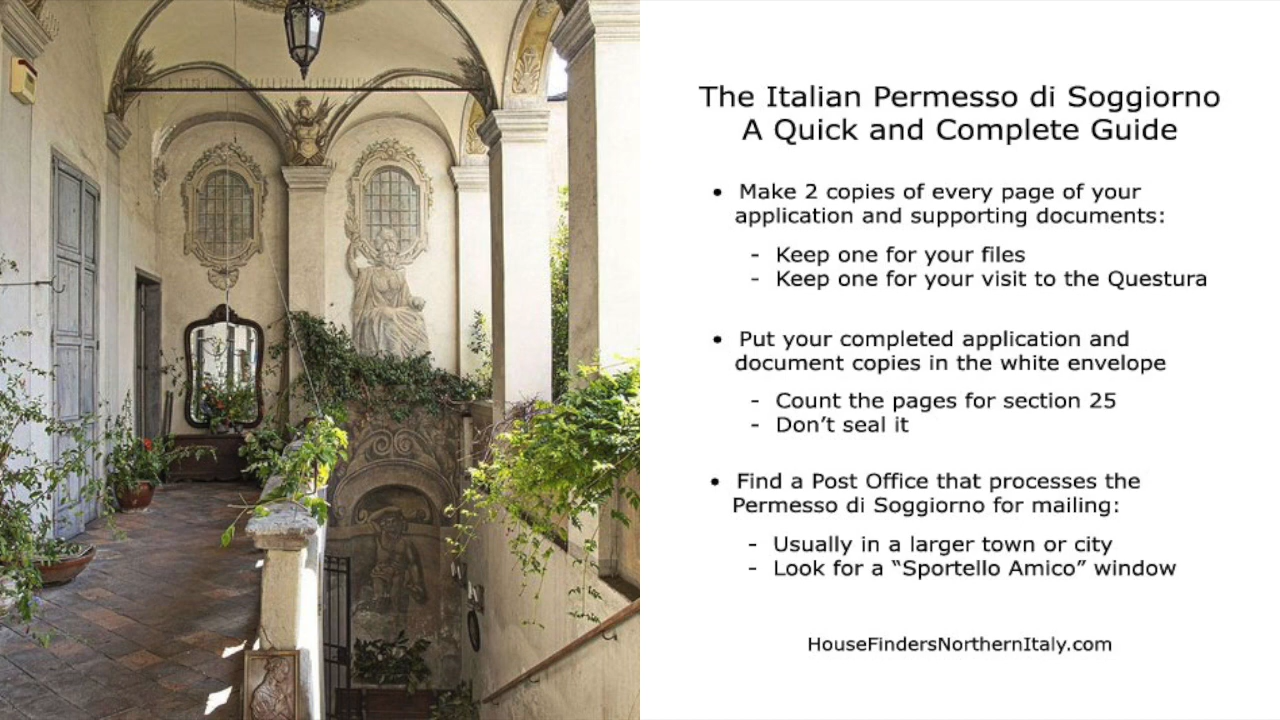 The Italian Permesso di Soggiorno
A Quick and Complete Guide
• Make 2 copies of every page of your
application and supporting documents:
- Keep one for your files
- Keep one for your visit to the Questura
• Put your completed application and
document copies in the white envelope
- Count the pages for section 25
- Don’t seal it
• Find a Post Office that processes the
Permesso di Soggiorno for mailing:
- Usually in a larger town or city
- Look for a “Sportello Amico” window
HouseFindersNorthernItaly.com